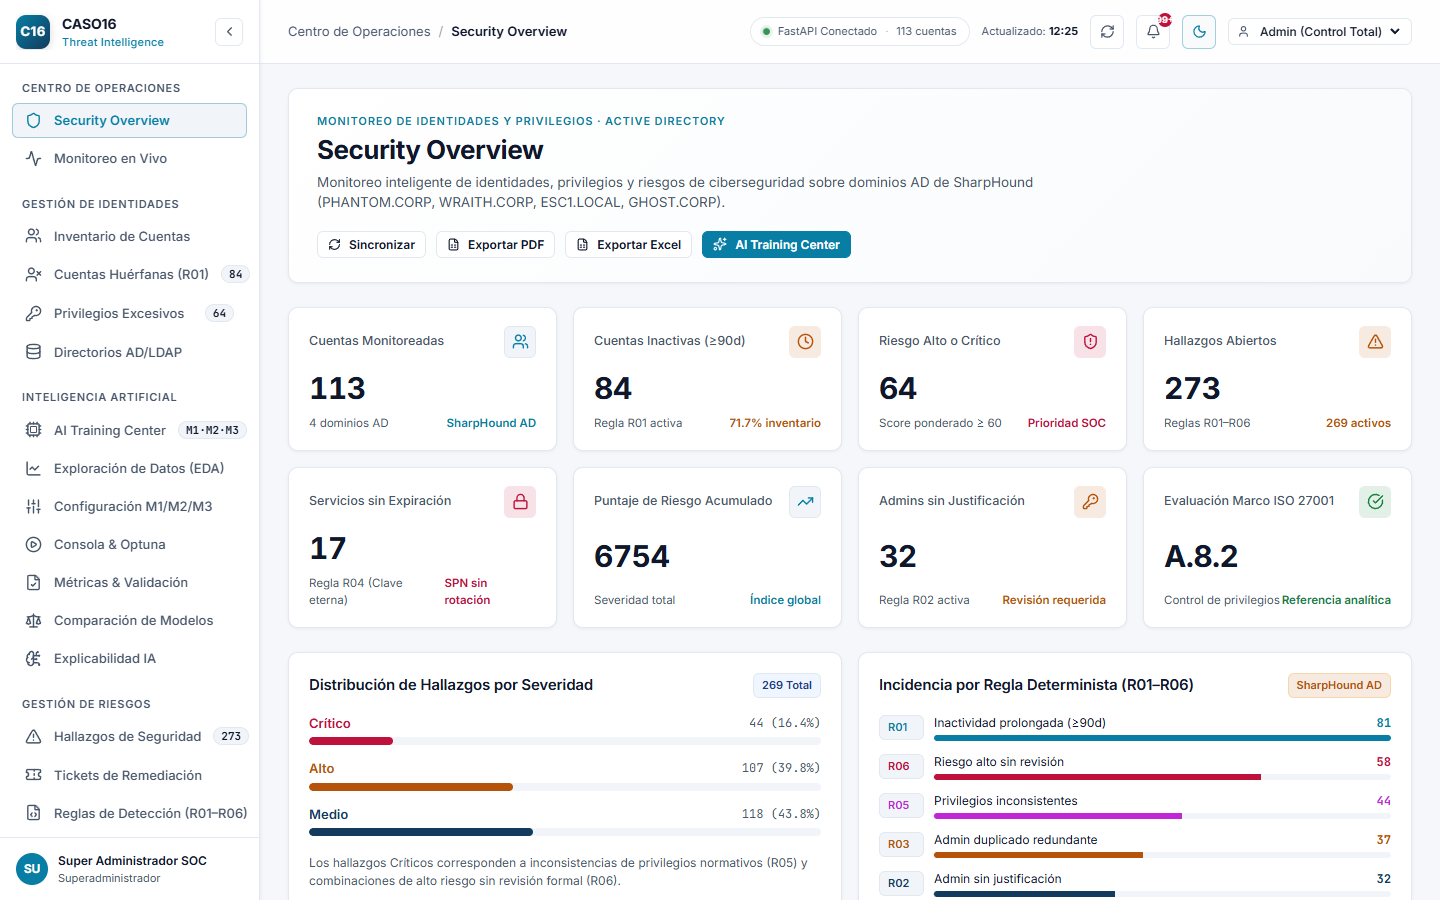 C16
CASO16
Threat Intelligence
CENTRO DE OPERACIONES
Security Overview
Monitoreo en Vivo
GESTIÓN DE IDENTIDADES
Inventario de Cuentas
Cuentas Huérfanas (R01) 84
Privilegios Excesivos 64
Directorios AD/LDAP
INTELIGENCIA ARTIFICIAL
AI Training Center M1·M2·M3
Exploración de Datos (EDA)
Configuración M1/M2/M3
Consola & Optuna
Métricas & Validación
Comparación de Modelos
Explicabilidad IA
GESTIÓN DE RIESGOS
Hallazgos de Seguridad 273
Tickets de Remediación
Reglas de Detección (R01–R06)
SU
Super Administrador SOC
Superadministrador
Centro de Operaciones / Security Overview
FastAPI Conectado · 113 cuentas
Actualizado: 12:25
Admin (Control Total)
MONITOREO DE IDENTIDADES Y PRIVILEGIOS · ACTIVE DIRECTORY
Security Overview
Monitoreo inteligente de identidades, privilegios y riesgos de ciberseguridad sobre dominios AD de SharpHound
(PHANTOM.CORP, WRAITH.CORP, ESC1.LOCAL, GHOST.CORP).
Sincronizar
Exportar PDF
Exportar Excel
AI Training Center
Cuentas Monitoreadas
113
4 dominios AD SharpHound AD
Cuentas Inactivas (≥90d)
84
Regla R01 activa 71.7% inventario
Riesgo Alto o Crítico
64
Score ponderado ≥ 60 Prioridad SOC
Hallazgos Abiertos
273
Reglas R01–R06 269 activos
Servicios sin Expiración
17
Regla R04 (Clave eterna) SPN sin rotación
Puntaje de Riesgo Acumulado
6754
Severidad total Índice global
Admins sin Justificación
32
Regla R02 activa Revisión requerida
Evaluación Marco ISO 27001
A.8.2
Control de privilegios Referencia analítica
Distribución de Hallazgos por Severidad 269 Total
Crítico 44 (16.4%)
Alto 107 (39.8%)
Medio 118 (43.8%)
Los hallazgos Críticos corresponden a inconsistencias de privilegios normativos (R05) y
combinaciones de alto riesgo sin revisión formal (R06).
Incidencia por Regla Determinista (R01–R06) SharpHound AD
R01 Inactividad prolongada (≥90d) 81
R06 Riesgo alto sin revisión 58
R05 Privilegios inconsistentes 44
R03 Admin duplicado redundante 37
R02 Admin sin justificación 32